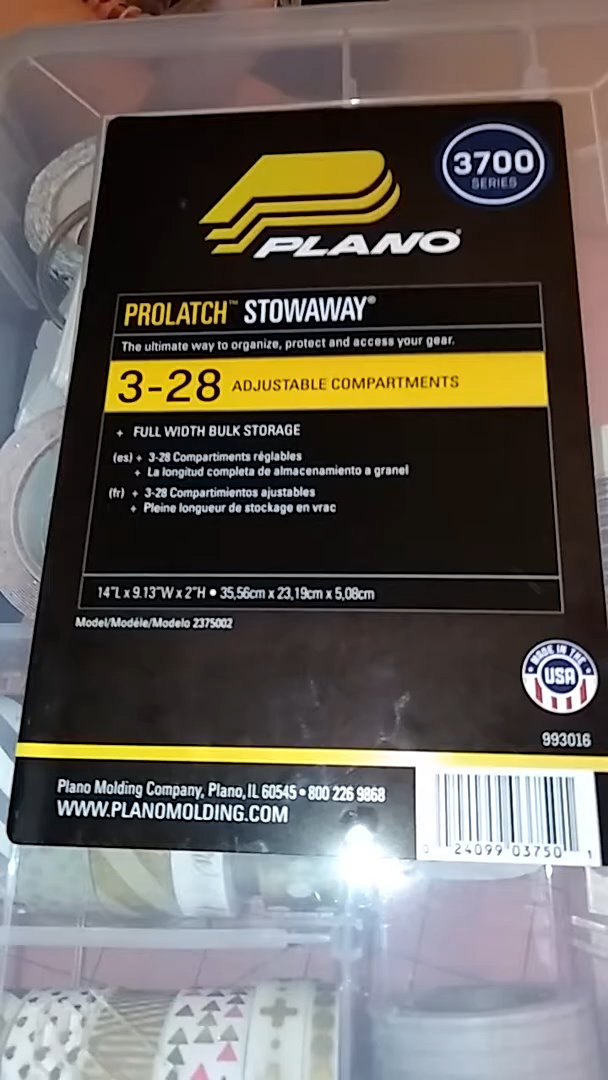 3700
SERIES
PLANO®
PROLATCH™ STOWAWAY®
The ultimate way to organize, protect and access your gear.
3-28 ADJUSTABLE COMPARTMENTS
+ FULL WIDTH BULK STORAGE
(es) + 3-28 Compartiments réglables
+ La longitud completa de almacenamiento a granel
(fr) + 3-28 Compartimientos ajustables
+ Pleine longueur de stockage en vrac
14"L x 9.13"W x 2"H • 35,56cm x 23,19cm x 5,08cm
Model/Modéle/Modelo 2375002
MADE IN THE
USA
993016
Plano Molding Company, Plano, IL 60545 • 800 226 9868
WWW.PLANOMOLDING.COM
0 24099 03750 1